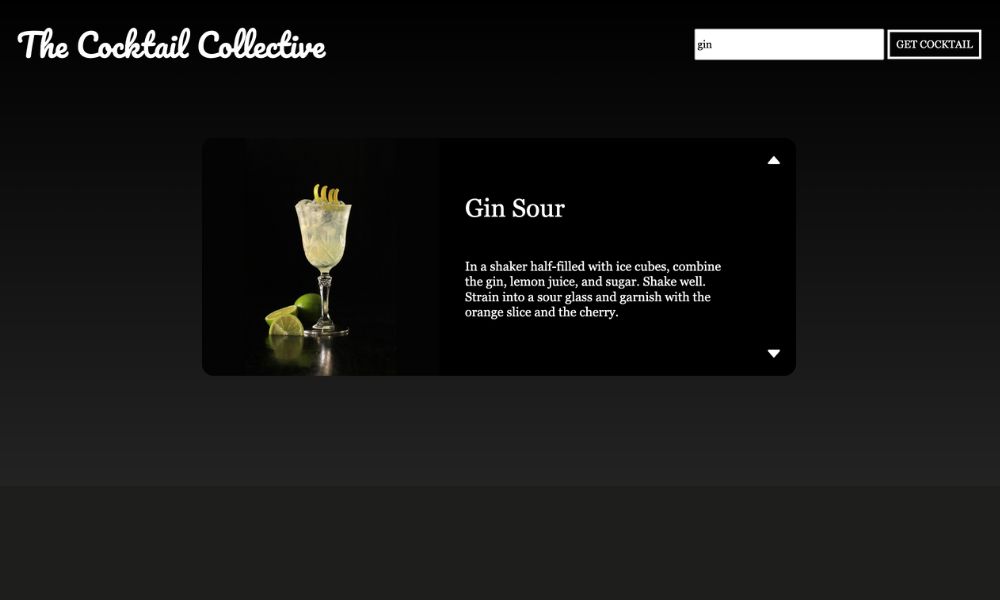 The Cocktail Collective
gin
GET COCKTAIL
Gin Sour
In a shaker half-filled with ice cubes, combine
the gin, lemon juice, and sugar. Shake well.
Strain into a sour glass and garnish with the
orange slice and the cherry.